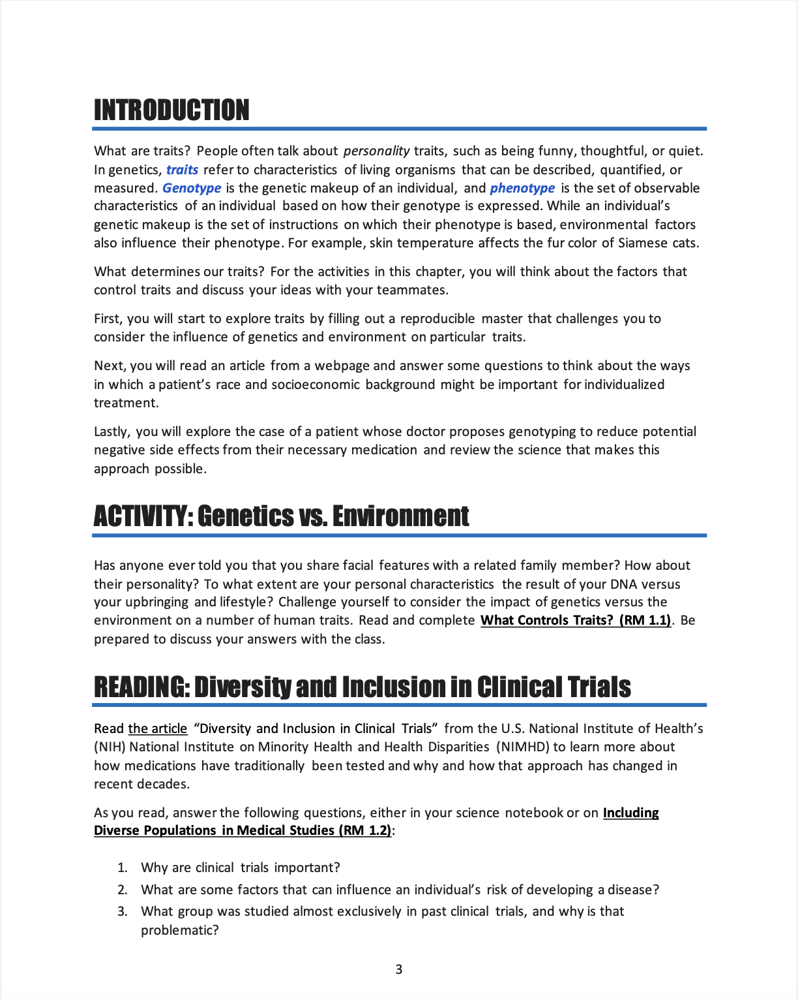 INTRODUCTION
What are traits? People often talk about personality traits, such as being funny, thoughtful, or quiet.
In genetics, traits refer to characteristics of living organisms that can be described, quantified, or
measured. Genotype is the genetic makeup of an individual, and phenotype is the set of observable
characteristics of an individual based on how their genotype is expressed. While an individual’s
genetic makeup is the set of instructions on which their phenotype is based, environmental factors
also influence their phenotype. For example, skin temperature affects the fur color of Siamese cats.
What determines our traits? For the activities in this chapter, you will think about the factors that
control traits and discuss your ideas with your teammates.
First, you will start to explore traits by filling out a reproducible master that challenges you to
consider the influence of genetics and environment on particular traits.
Next, you will read an article from a webpage and answer some questions to think about the ways
in which a patient’s race and socioeconomic background might be important for individualized
treatment.
Lastly, you will explore the case of a patient whose doctor proposes genotyping to reduce potential
negative side effects from their necessary medication and review the science that makes this
approach possible.
ACTIVITY: Genetics vs. Environment
Has anyone ever told you that you share facial features with a related family member? How about
their personality? To what extent are your personal characteristics the result of your DNA versus
your upbringing and lifestyle? Challenge yourself to consider the impact of genetics versus the
environment on a number of human traits. Read and complete What Controls Traits? (RM 1.1). Be
prepared to discuss your answers with the class.
READING: Diversity and Inclusion in Clinical Trials
Read the article “Diversity and Inclusion in Clinical Trials” from the U.S. National Institute of Health’s
(NIH) National Institute on Minority Health and Health Disparities (NIMHD) to learn more about
how medications have traditionally been tested and why and how that approach has changed in
recent decades.
As you read, answer the following questions, either in your science notebook or on Including
Diverse Populations in Medical Studies (RM 1.2):
1. Why are clinical trials important?
2. What are some factors that can influence an individual’s risk of developing a disease?
3. What group was studied almost exclusively in past clinical trials, and why is that
problematic?
3